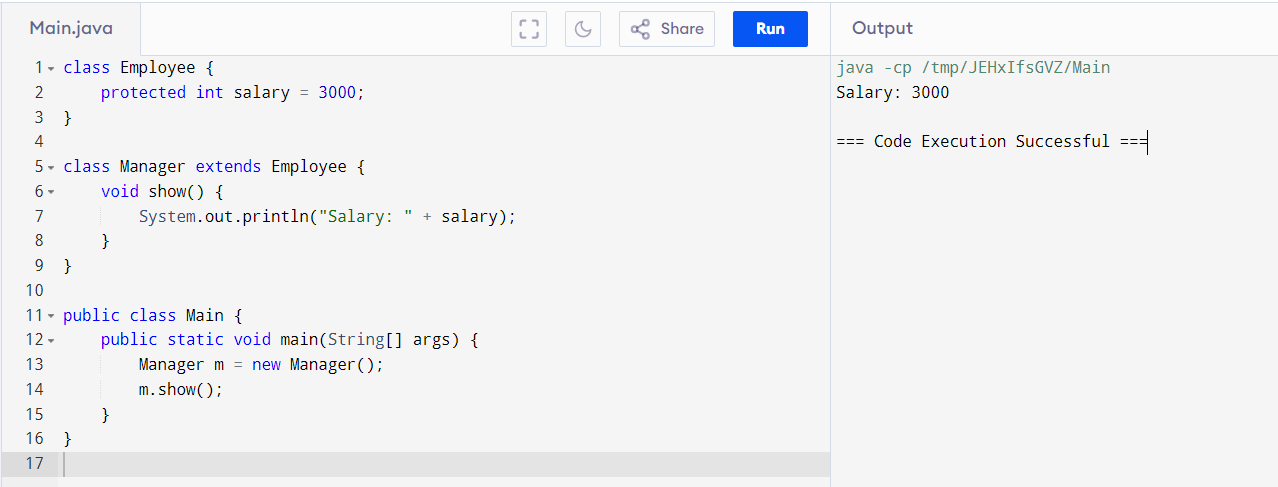 Main.java
Share
Run
Output
1 class Employee {
2     protected int salary = 3000;
3 }
4
5 class Manager extends Employee {
6     void show() {
7         System.out.println("Salary: " + salary);
8     }
9 }
10
11 public class Main {
12     public static void main(String[] args) {
13         Manager m = new Manager();
14         m.show();
15     }
16 }
17
java -cp /tmp/JEHxIfsGVZ/Main
Salary: 3000
=== Code Execution Successful ===